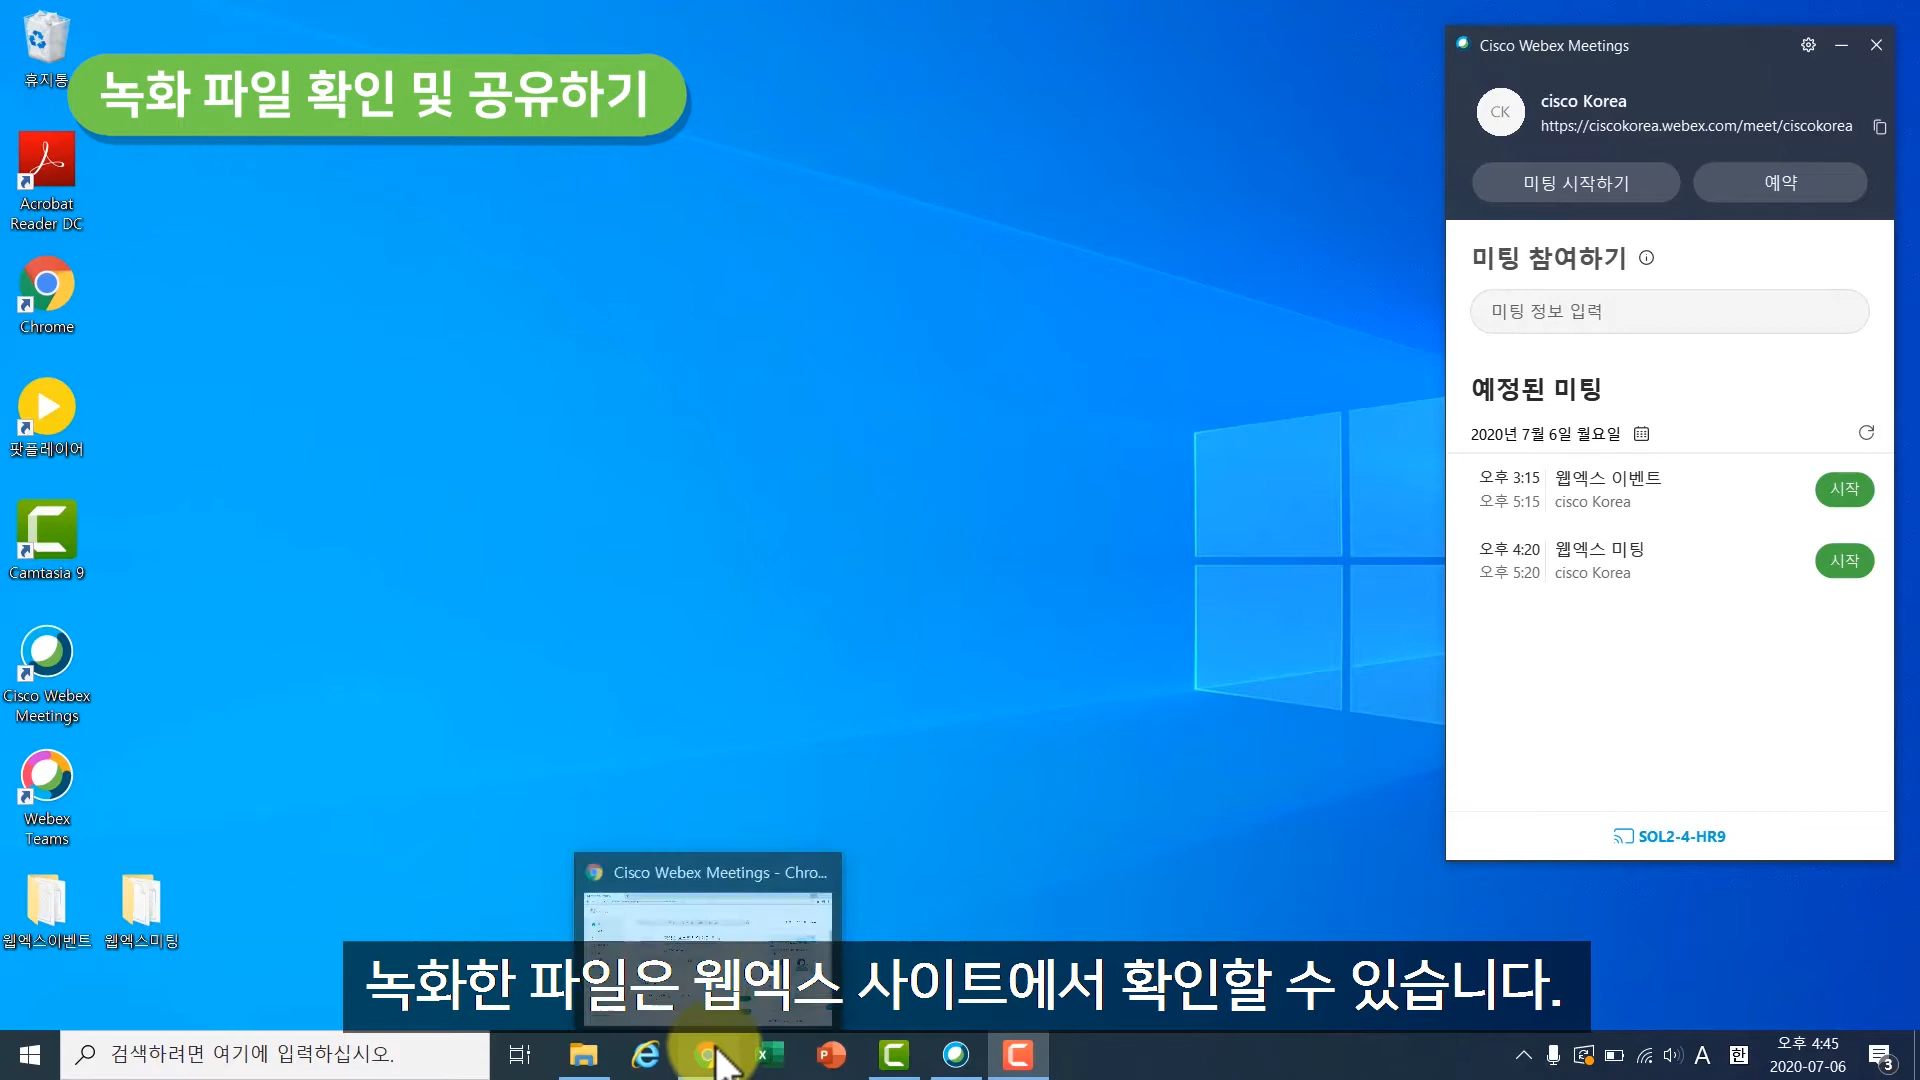 휴지통
녹화 파일 확인 및 공유하기
Acrobat
Reader DC
Chrome
팟플레이어
Camtasia 9
Cisco Webex
Meetings
Webex
Teams
웹엑스이벤트
웹엑스미팅
Cisco Webex Meetings
CK
cisco Korea
https://ciscokorea.webex.com/meet/ciscokorea
미팅 시작하기
예약
미팅 참여하기
미팅 정보 입력
예정된 미팅
2020년 7월 6일 월요일
오후 3:15 웹엑스 이벤트
오후 5:15 cisco Korea
시작
오후 4:20 웹엑스 미팅
오후 5:20 cisco Korea
시작
SOL2-4-HR9
Cisco Webex Meetings - Chro...
녹화한 파일은 웹엑스 사이트에서 확인할 수 있습니다.
검색하려면 여기에 입력하십시오.
A
한
오후 4:45
2020-07-06
3